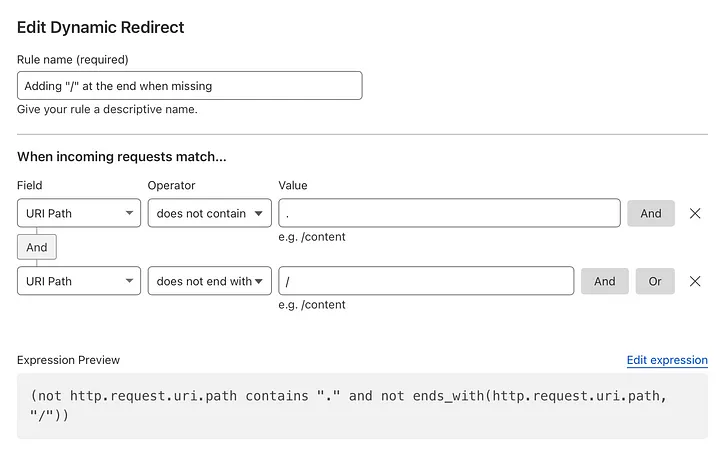 Edit Dynamic Redirect
Rule name (required)
Adding "/" at the end when missing
Give your rule a descriptive name.
When incoming requests match...
Field Operator Value
URI Path does not contain . And
e.g. /content
And
URI Path does not end with / And Or
e.g. /content
Expression Preview Edit expression
(not http.request.uri.path contains "." and not ends_with(http.request.uri.path,
"/"))